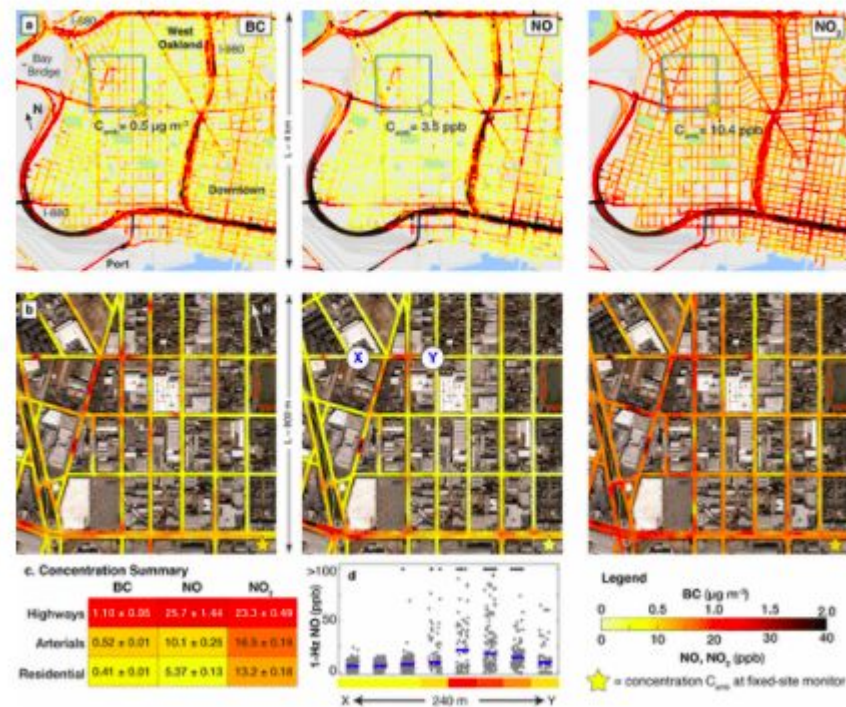 a
BC
NO
NO₂
I-580
West
Oakland
I-980
Bay
Bridge
N
C_amb = 0.5 µg m⁻³
C_amb = 3.5 ppb
C_amb = 10.4 ppb
L = 4 km
Downtown
I-880
Port
b
N
X
Y
L = 800 m
c. Concentration Summary
BC NO NO₂
Highways 1.10 ± 0.05 25.7 ± 1.44 23.3 ± 0.49
Arterials 0.52 ± 0.01 10.1 ± 0.25 16.5 ± 0.19
Residential 0.41 ± 0.01 5.37 ± 0.13 13.2 ± 0.18
d
>100
50
0
1-Hz NO (ppb)
X 240 m Y
Legend
BC (µg m⁻³)
0 0.5 1.0 1.5 2.0
0 10 20 30 40
NO, NO₂ (ppb)
= concentration C_amb at fixed-site monitor